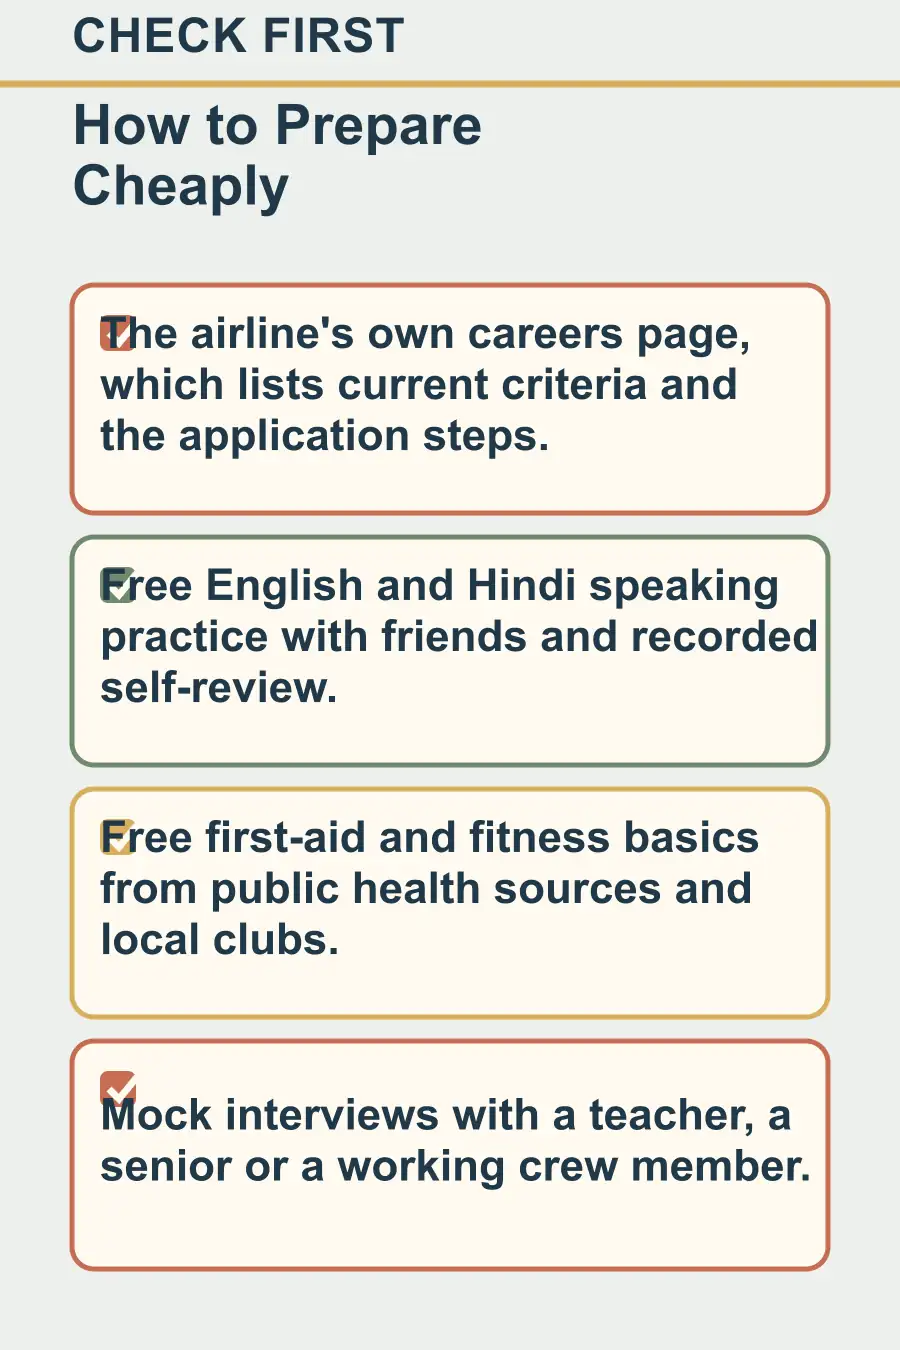 CHECK FIRST
How to Prepare
Cheaply
The airline's own careers page,
which lists current criteria and
the application steps.
Free English and Hindi speaking
practice with friends and recorded
self-review.
Free first-aid and fitness basics
from public health sources and
local clubs.
Mock interviews with a teacher, a
senior or a working crew member.